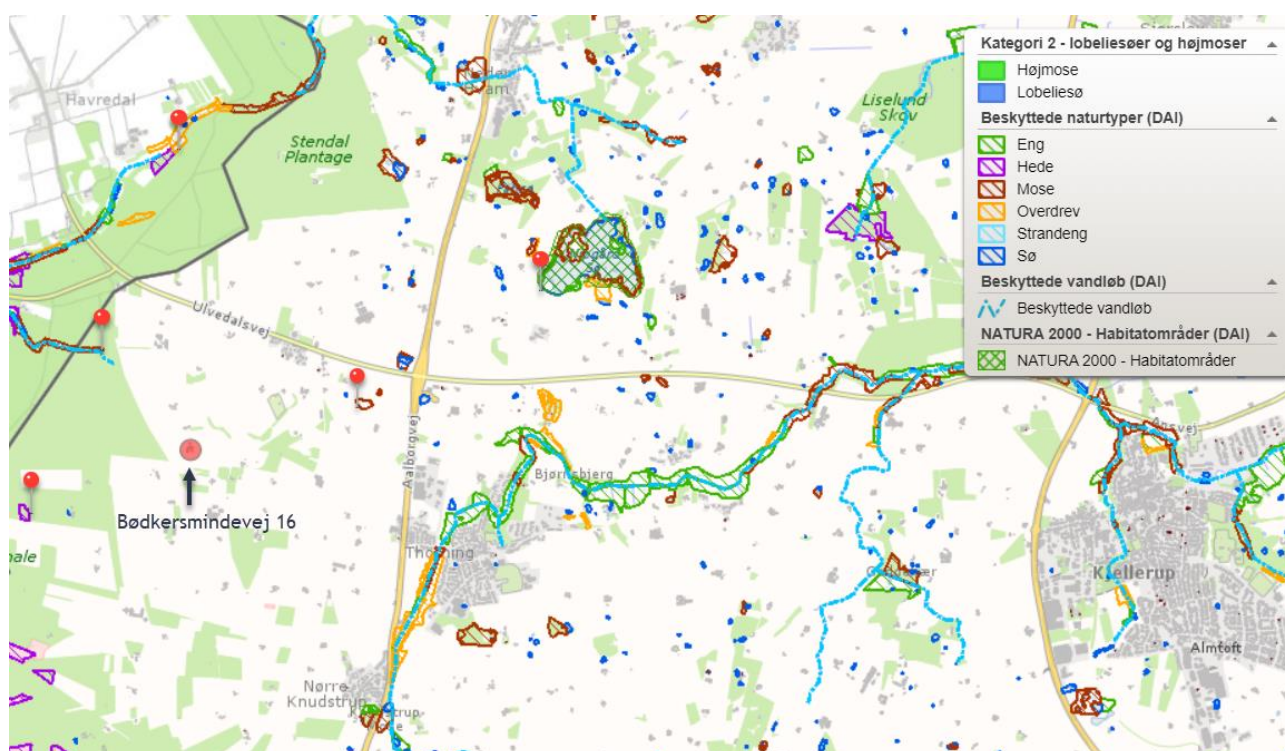 Havredal
Stendal
Plantage
Liselund
Skov
Ulvedalsvej
Aalborgvej
Bødkersmindevej 16
Bjørnsbjerg
Thorning
Nørre
Knudstrup
Kjellerup
Almtoft
Kategori 2 - lobeliesøer og højmoser
Højmose
Lobeliesø
Beskyttede naturtyper (DAI)
Eng
Hede
Mose
Overdrev
Strandeng
Sø
Beskyttede vandløb (DAI)
Beskyttede vandløb
NATURA 2000 - Habitatområder (DAI)
NATURA 2000 - Habitatområder